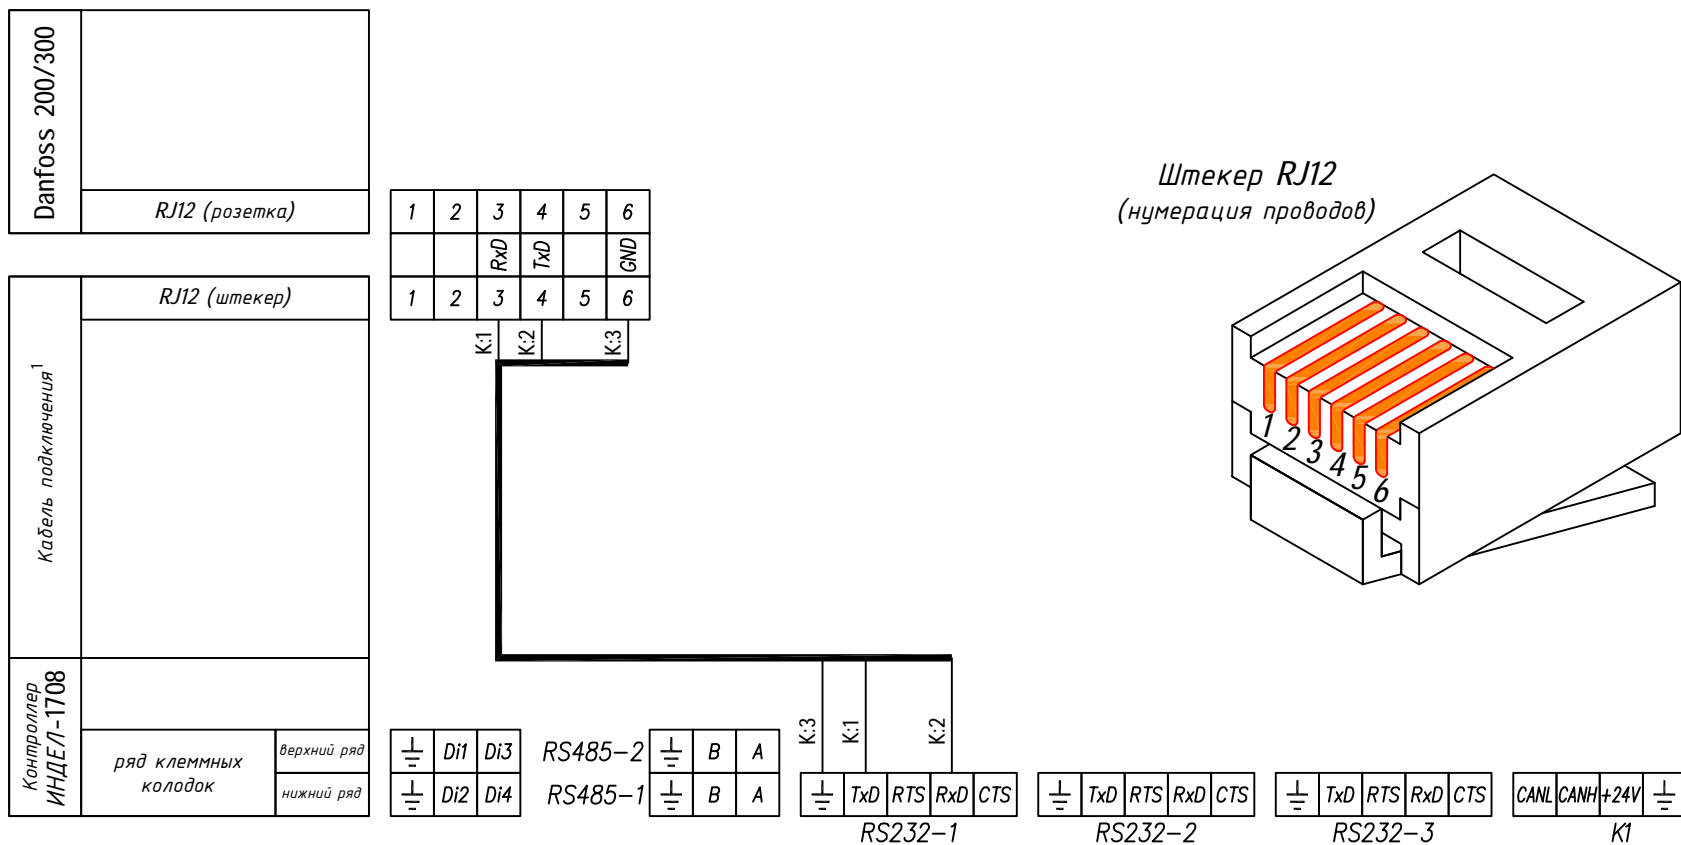 Danfoss 200/300
RJ12 (розетка)
1 2 3 4 5 6
RxD TxD GND
RJ12 (штекер)
1 2 3 4 5 6
К:1 К:2 К:3
Кабель подключения1
Штекер RJ12
(нумерация проводов)
1 2 3 4 5 6
Контроллер
ИНДЕЛ-1708
ряд клеммных
колодок
верхний ряд
нижний ряд
К:3 К:1 К:2
Di1 Di3 RS485-2 B A
Di2 Di4 RS485-1 B A
TxD RTS RxD CTS
RS232-1
TxD RTS RxD CTS
RS232-2
TxD RTS RxD CTS
RS232-3
CANL CANH +24V
K1